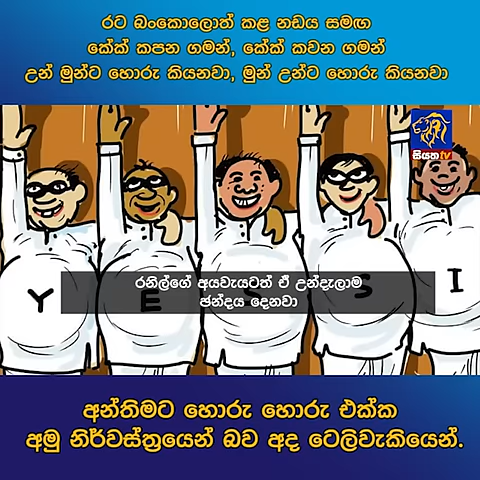 රට බංකොලොත් කළ නඩය සමඟ
කේක් කපන ගමන්, කේක් කවන ගමන්
උන් මුන්ට හොරු කියනවා, මුන් උන්ට හොරු කියනවා
සියත tv
Y E S S I
රනිල්ගේ අයවැයටත් ඒ උන්දැලාම
ඡන්දය දෙනවා
අන්තිමට හොරු හොරු එක්ක
අමු නිර්වස්ත්‍රයෙන් බව අද ටෙලිවැකියෙන්.